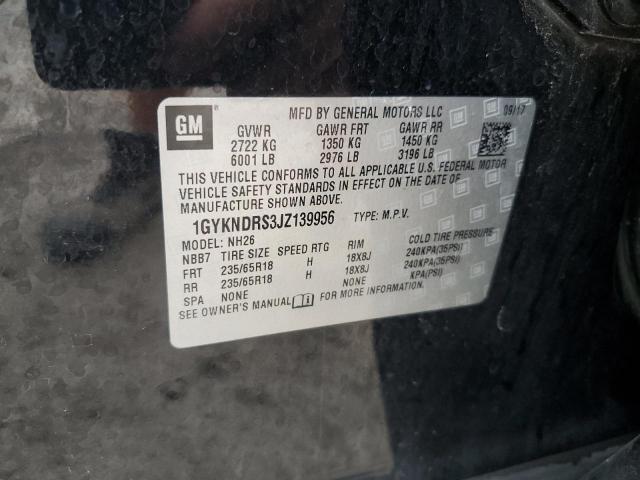 GM
MFD BY GENERAL MOTORS LLC 09/17
GVWR GAWR FRT GAWR RR
2722 KG 1350 KG 1450 KG
6001 LB 2976 LB 3196 LB
THIS VEHICLE CONFORMS TO ALL APPLICABLE U.S. FEDERAL MOTOR
VEHICLE SAFETY STANDARDS IN EFFECT ON THE DATE OF
MANUFACTURE SHOWN ABOVE.
1GYKNDRS3JZ139956 TYPE: M.P.V.
MODEL: NH26
NBB7 TIRE SIZE SPEED RTG RIM COLD TIRE PRESSURE
FRT 235/65R18 H 18X8J 240KPA(35PSI)
RR 235/65R18 H 18X8J 240KPA(35PSI)
SPA NONE NONE KPA(PSI)
SEE OWNER'S MANUAL FOR MORE INFORMATION.